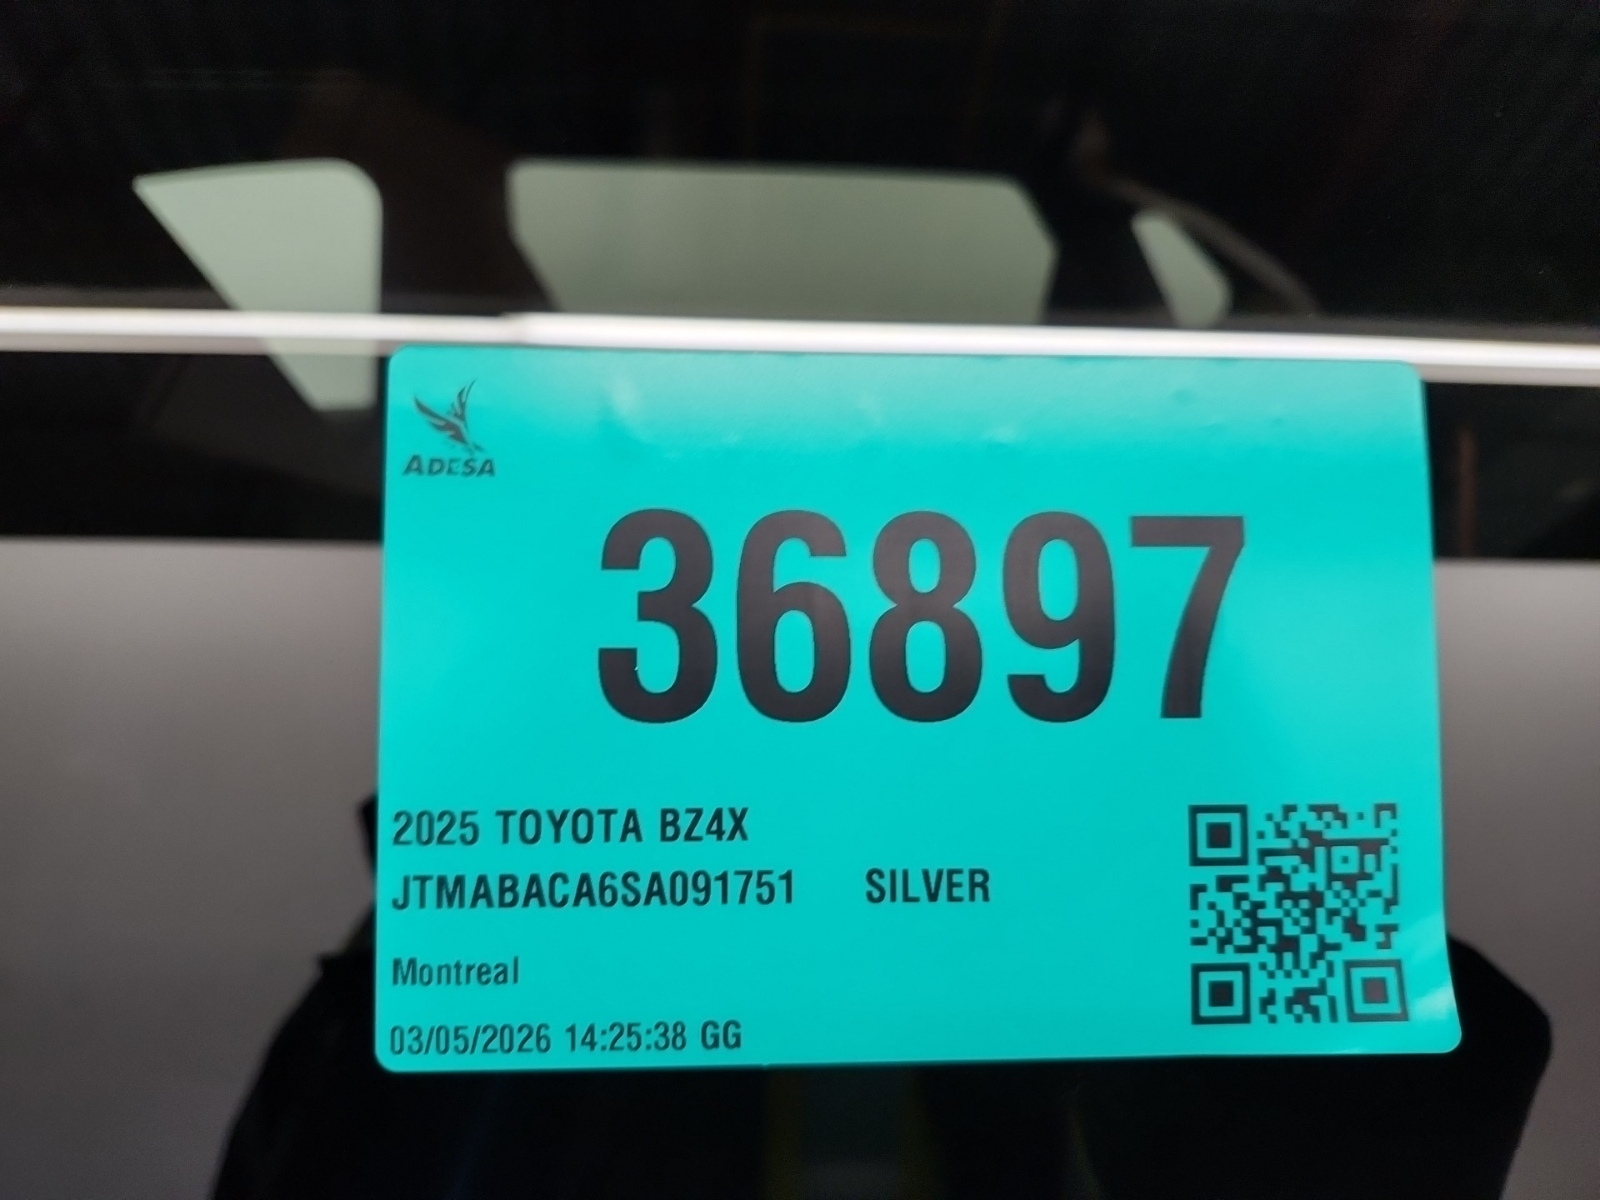 ADESA
36897
2025 TOYOTA BZ4X
JTMABACA6SA091751 SILVER
Montreal
03/05/2026 14:25:38 GG